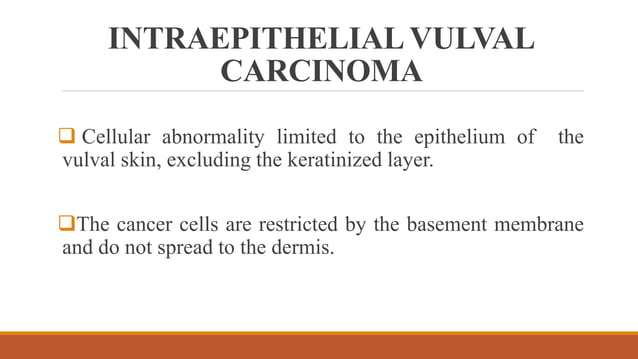 INTRAEPITHELIAL VULVAL
CARCINOMA
Cellular abnormality limited to the epithelium of the
vulval skin, excluding the keratinized layer.
The cancer cells are restricted by the basement membrane
and do not spread to the dermis.